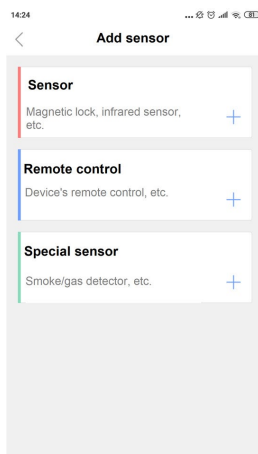 14:24
81
Add sensor
Sensor
Magnetic lock, infrared sensor,
etc.
Remote control
Device's remote control, etc.
Special sensor
Smoke/gas detector, etc.